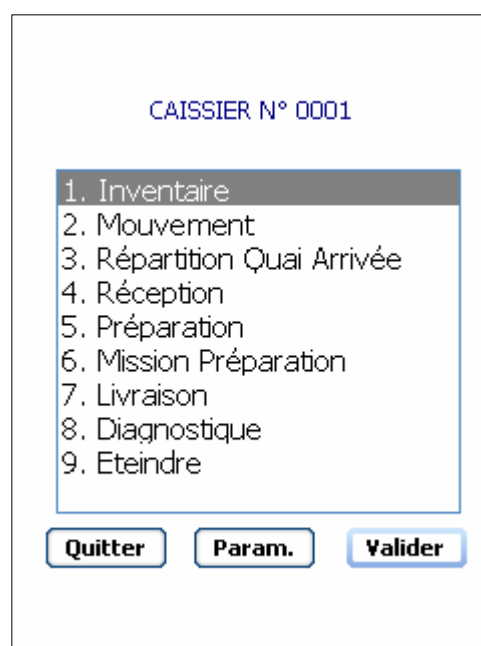 CAISSIER N° 0001
1. Inventaire
2. Mouvement
3. Répartition Quai Arrivée
4. Réception
5. Préparation
6. Mission Préparation
7. Livraison
8. Diagnostique
9. Eteindre
Quitter Param. Valider